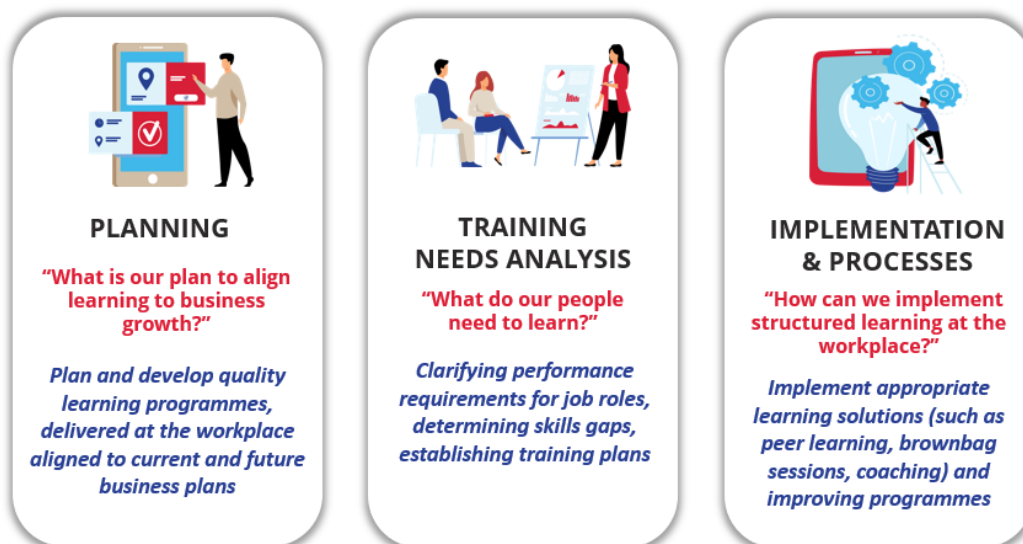 PLANNING
“What is our plan to align
learning to business
growth?”
Plan and develop quality
learning programmes,
delivered at the workplace
aligned to current and future
business plans
TRAINING
NEEDS ANALYSIS
“What do our people
need to learn?”
Clarifying performance
requirements for job roles,
determining skills gaps,
establishing training plans
IMPLEMENTATION
& PROCESSES
“How can we implement
structured learning at the
workplace?”
Implement appropriate
learning solutions (such as
peer learning, brownbag
sessions, coaching) and
improving programmes